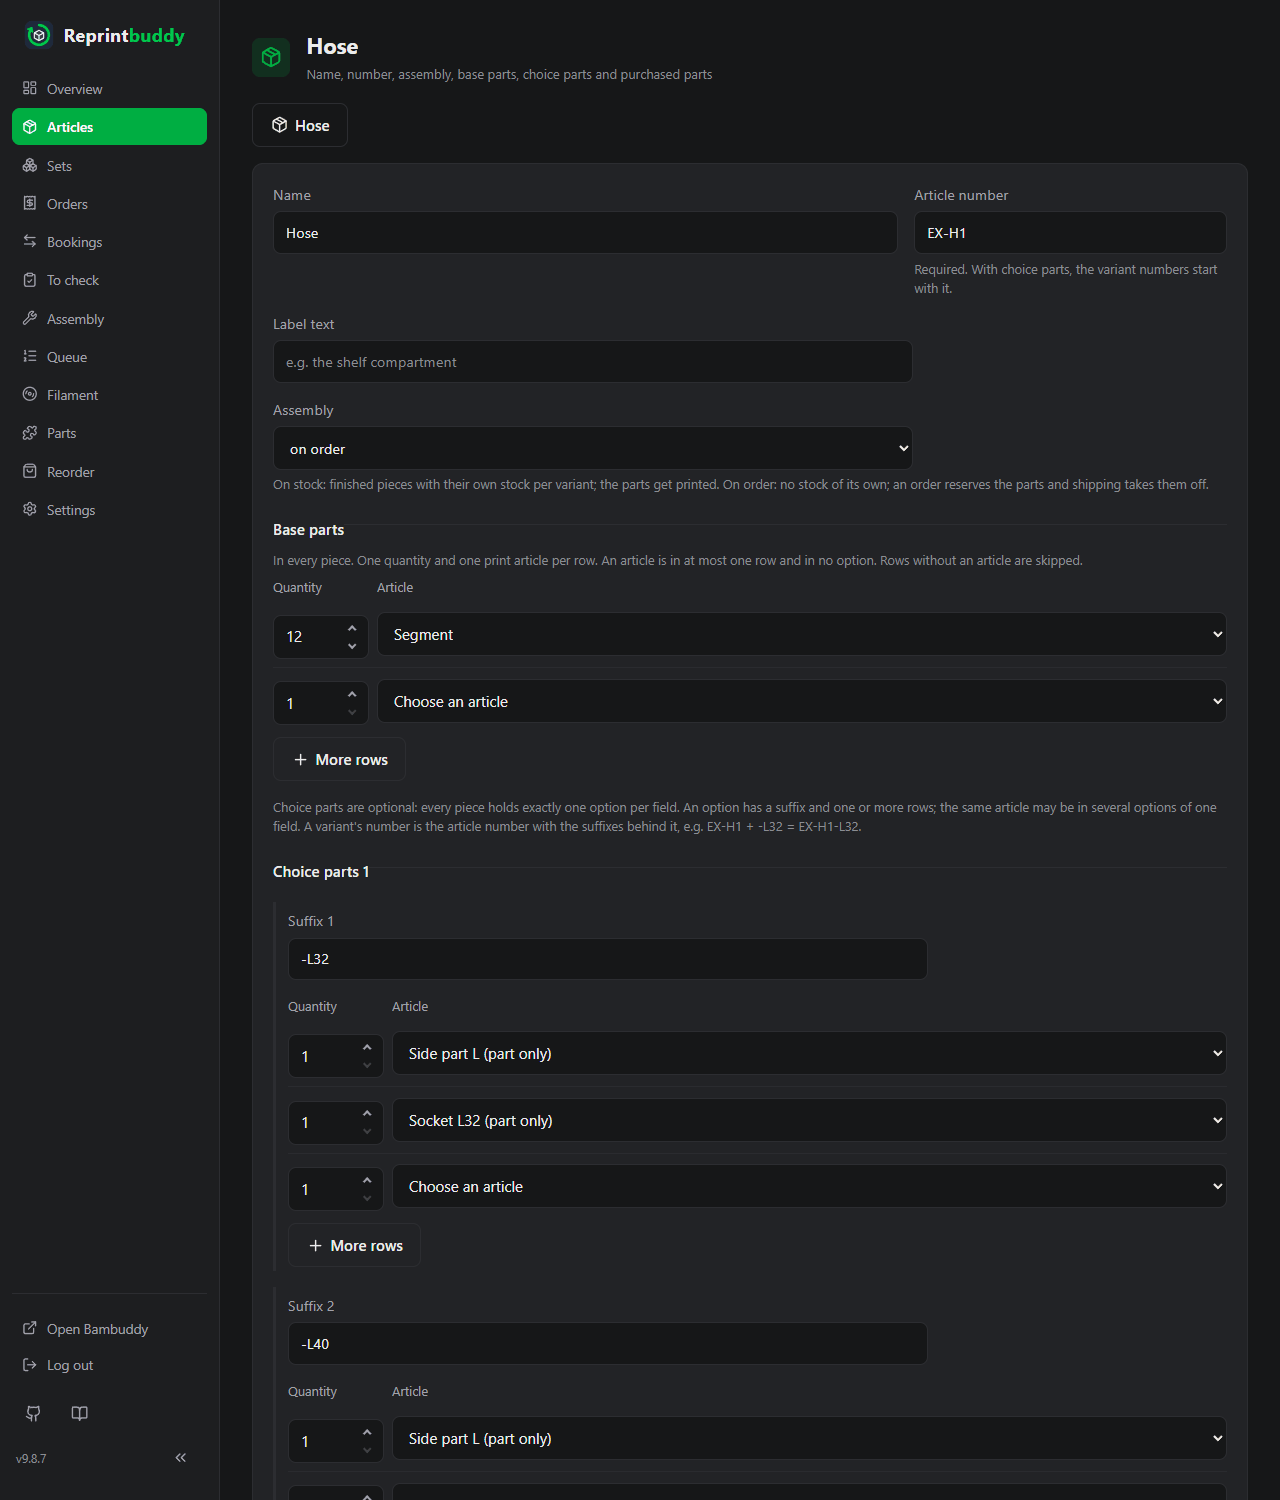 Reprintbuddy
Overview
Articles
Sets
Orders
Bookings
To check
Assembly
Queue
Filament
Parts
Reorder
Settings
Open Bambuddy
Log out
v9.8.7
Hose
Name, number, assembly, base parts, choice parts and purchased parts
Hose
Name
Hose
Article number
EX-H1
Required. With choice parts, the variant numbers start
with it.
Label text
e.g. the shelf compartment
Assembly
on order
On stock: finished pieces with their own stock per variant; the parts get printed. On order: no stock of its own; an order reserves the parts and shipping takes them off.
Base parts
In every piece. One quantity and one print article per row. An article is in at most one row and in no option. Rows without an article are skipped.
Quantity Article
12 Segment
1 Choose an article
More rows
Choice parts are optional: every piece holds exactly one option per field. An option has a suffix and one or more rows; the same article may be in several options of one
field. A variant's number is the article number with the suffixes behind it, e.g. EX-H1 + -L32 = EX-H1-L32.
Choice parts 1
Suffix 1
-L32
Quantity Article
1 Side part L (part only)
1 Socket L32 (part only)
1 Choose an article
More rows
Suffix 2
-L40
Quantity Article
1 Side part L (part only)